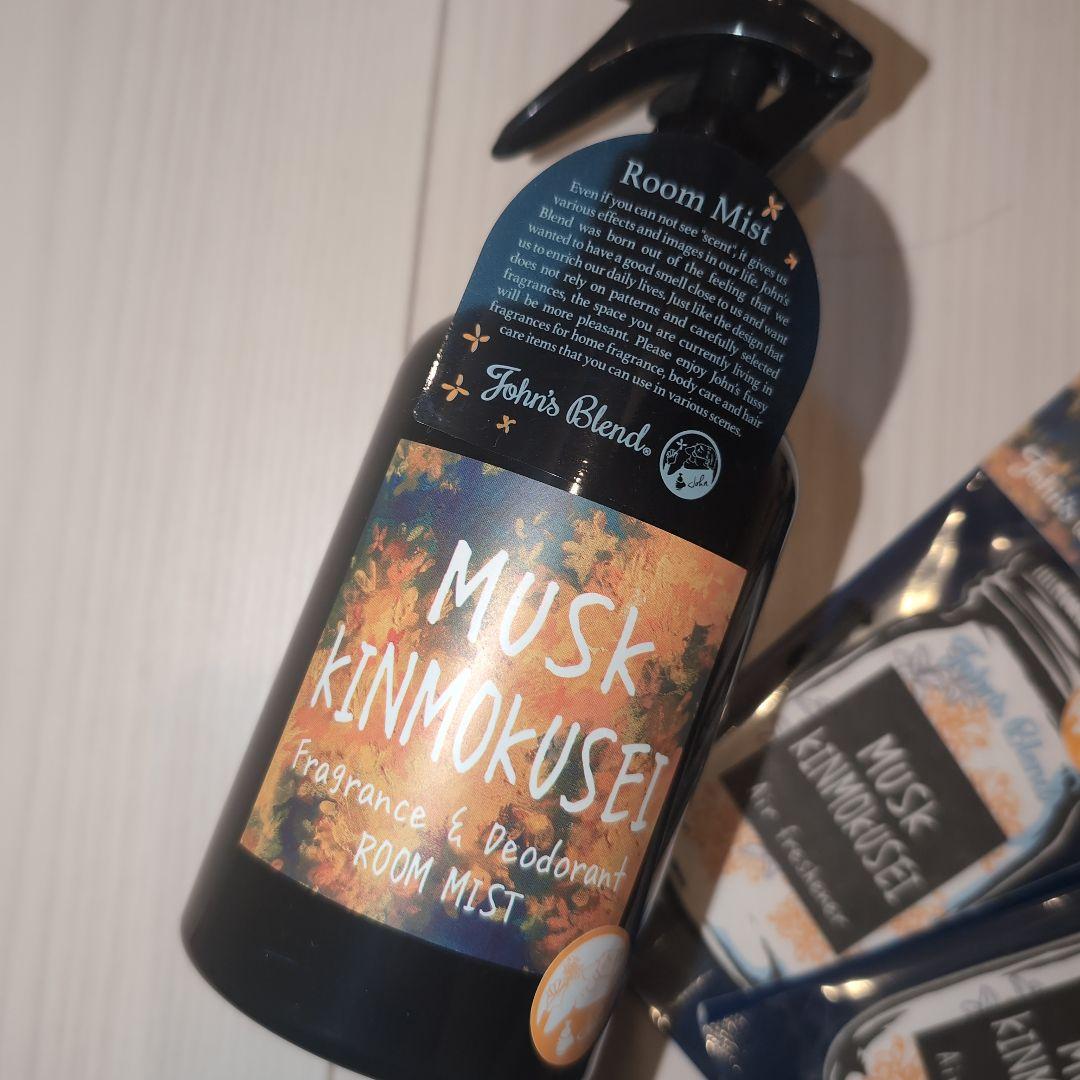 Room Mist
Even if you can not see "scent", it gives us
various effects and images in our life. John's
Blend was born out of the feeling that we
wanted to have a good smell close to us and want
us to enrich our daily lives. Just like the design that
does not rely on patterns and carefully selected
fragrances, the space you are currently living in
will be more pleasant. Please enjoy John's fussy
fragrances for home fragrance, body care and hair
care items that you can use in various scenes.
John's Blend®
John
MUSK
KINMOKUSEI
Fragrance & Deodorant
ROOM MIST
John's
John's Blend
MUSK
KINMOKUSEI
Air freshener